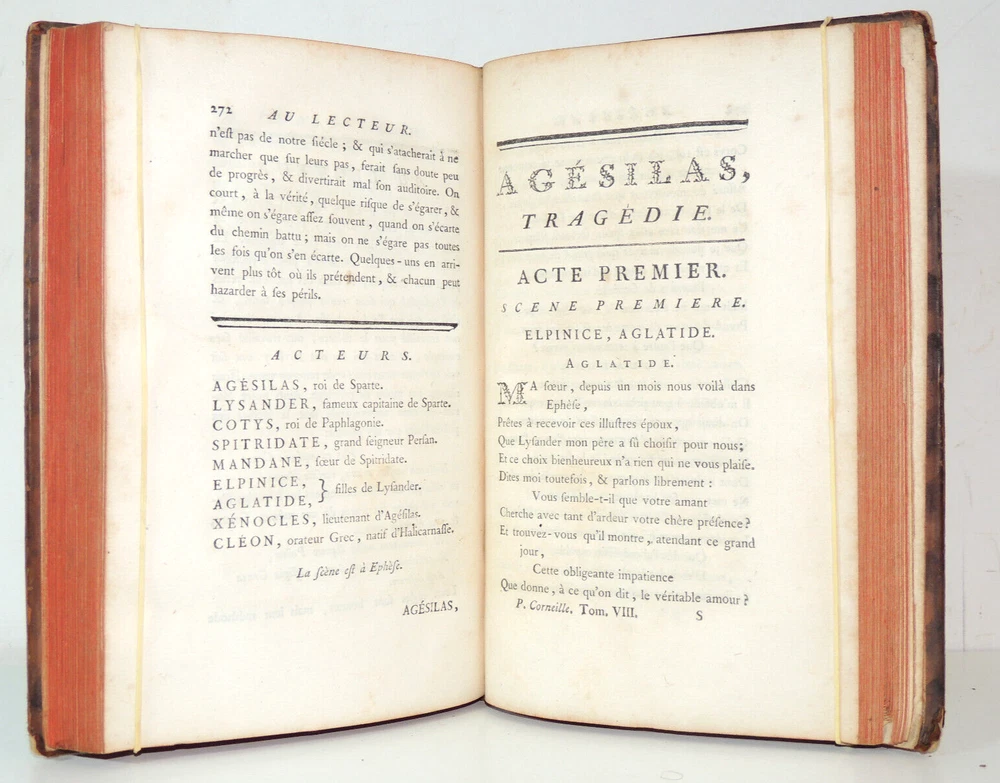 272 AU LECTEUR.
n'eſt pas de notre ſiécle ; & qui s'atacherait à ne
marcher que ſur leurs pas, ferait ſans doute peu
de progrès, & divertirait mal ſon auditoire. On
court, à la vérité, quelque riſque de s'égarer, &
même on s'égare aſſez ſouvent, quand on s'écarte
du chemin battu ; mais on ne s'égare pas toutes
les fois qu'on s'en écarte. Quelques-uns en arri-
vent plus tôt où ils prétendent, & chacun peut
hazarder à ſes périls.
ACTEURS.
AGÉSILAS, roi de Sparte.
LYSANDER, fameux capitaine de Sparte.
COTYS, roi de Paphlagonie.
SPITRIDATE, grand ſeigneur Perſan.
MANDANE, ſœur de Spitridate.
ELPINICE,
AGLATIDE, } filles de Lyſander.
XÉNOCLES, lieutenant d'Agéſilas.
CLÉON, orateur Grec, natif d'Halicarnaſſe.
La ſcène eſt à Ephèſe.
AGÉSILAS,
AGÉSILAS,
TRAGÉDIE.
ACTE PREMIER.
SCENE PREMIERE.
ELPINICE, AGLATIDE.
AGLATIDE.
MA ſœur, depuis un mois nous voilà dans
Ephèſe,
Prêtes à recevoir ces illuſtres époux,
Que Lyſander mon père a ſû choiſir pour nous;
Et ce choix bienheureux n'a rien qui ne vous plaiſe.
Dites moi toutefois, & parlons librement :
Vous ſemble-t-il que votre amant
Cherche avec tant d'ardeur votre chère préſence?
Et trouvez-vous qu'il montre, atendant ce grand
jour,
Cette obligeante impatience
Que donne, à ce qu'on dit, le véritable amour?
P. Corneille. Tom. VIII. S